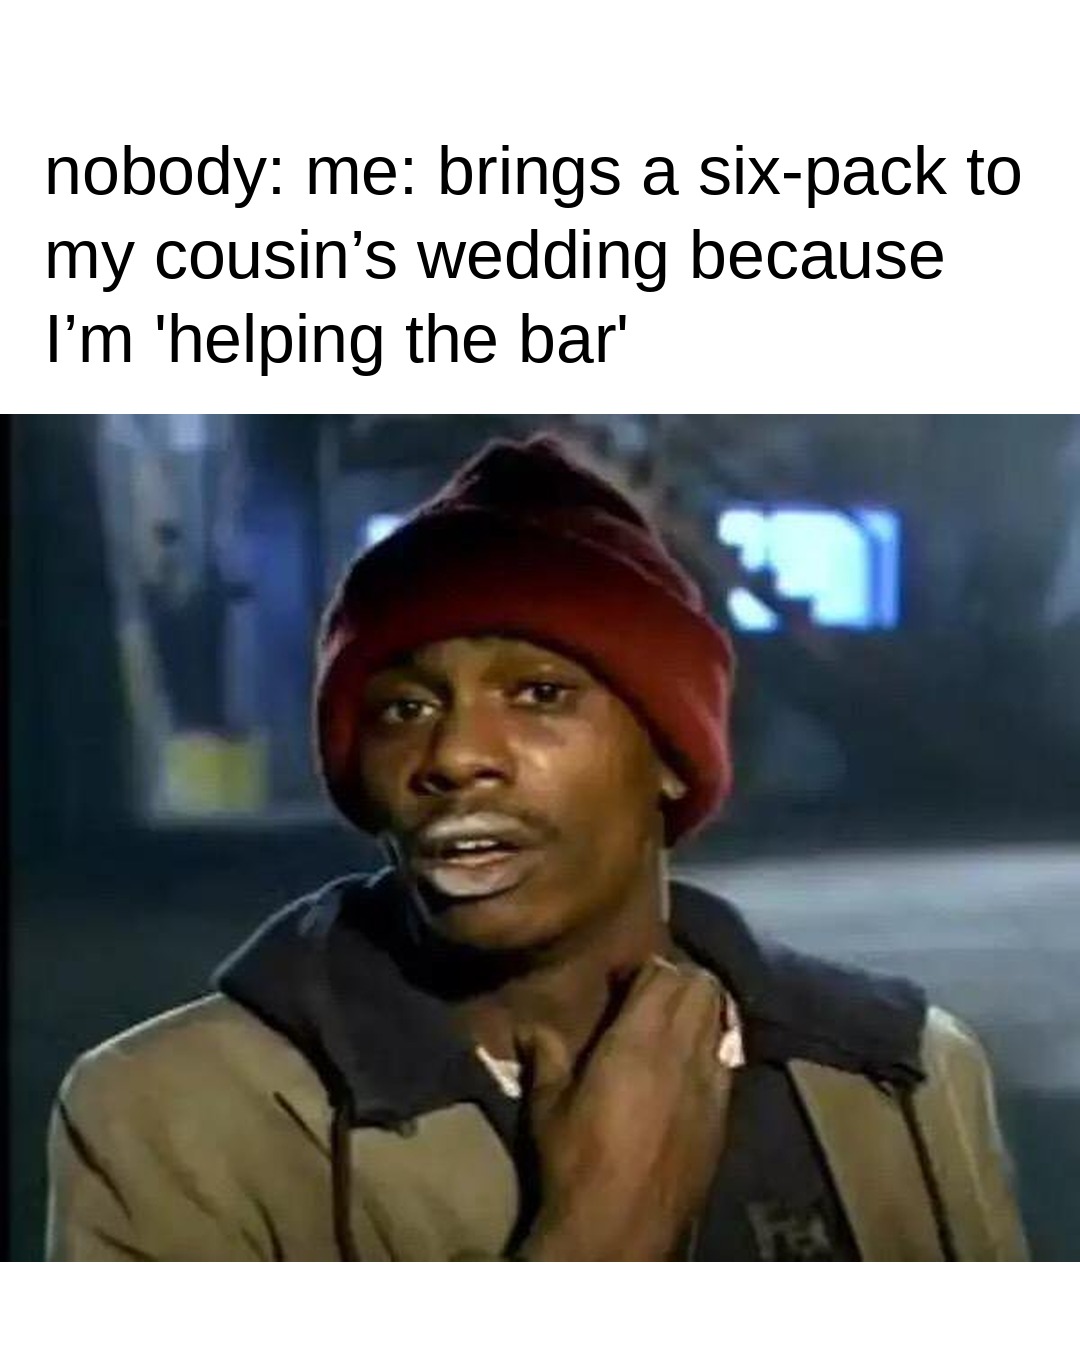 nobody: me: brings a six-pack to
my cousin’s wedding because
I’m 'helping the bar'